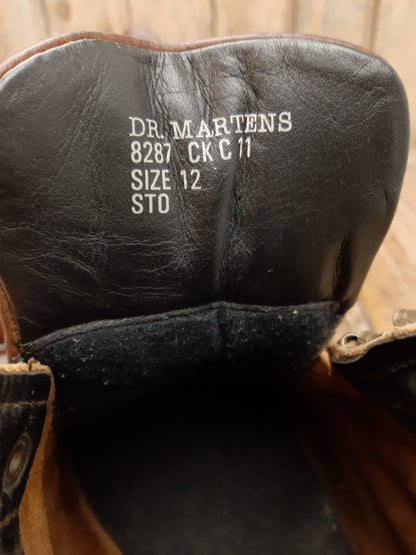 DR. MARTENS
8287 CK C 11
SIZE 12
STO